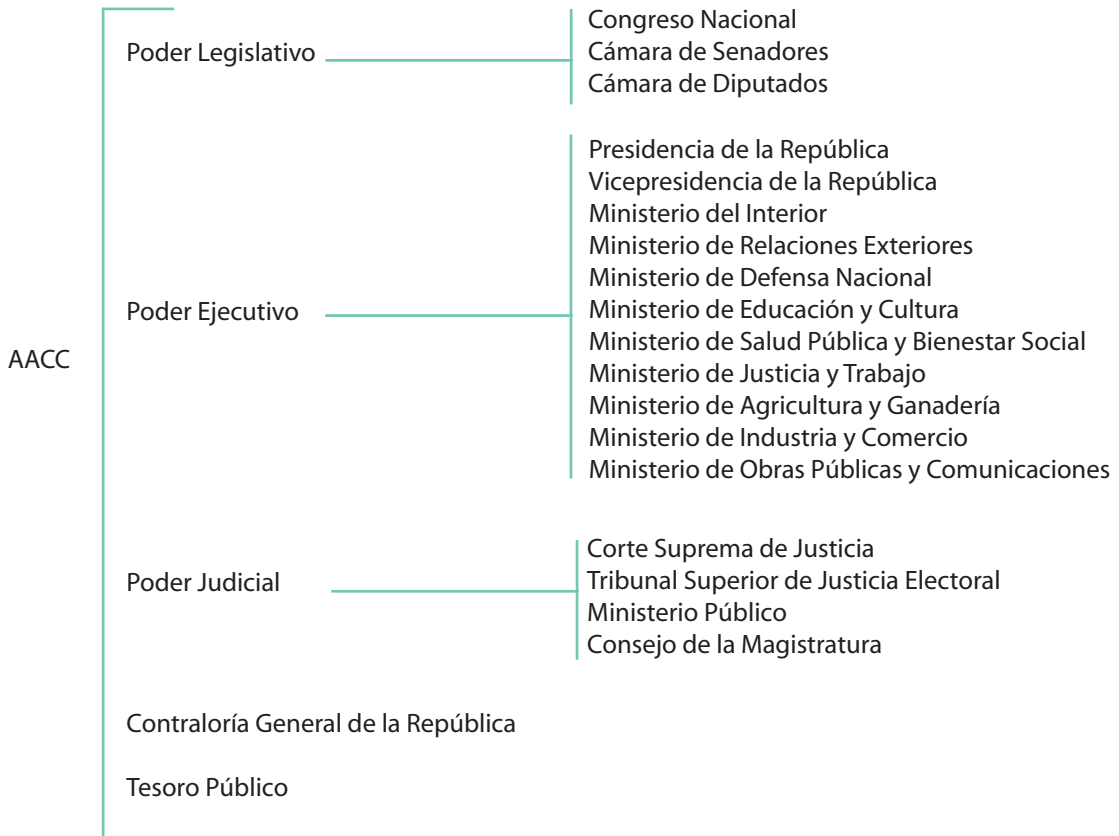 Congreso Nacional
Poder Legislativo
Cámara de Senadores
Cámara de Diputados
Presidencia de la República
Vicepresidencia de la República
Ministerio del Interior
Ministerio de Relaciones Exteriores
Ministerio de Defensa Nacional
Poder Ejecutivo
Ministerio de Educación y Cultura
Ministerio de Salud Pública y Bienestar Social
AACC
Ministerio de Justicia y Trabajo
Ministerio de Agricultura y Ganadería
Ministerio de Industria y Comercio
Ministerio de Obras Públicas y Comunicaciones
Corte Suprema de Justicia
Poder Judicial
Tribunal Superior de Justicia Electoral
Ministerio Público
Consejo de la Magistratura
Contraloría General de la República
Tesoro Público